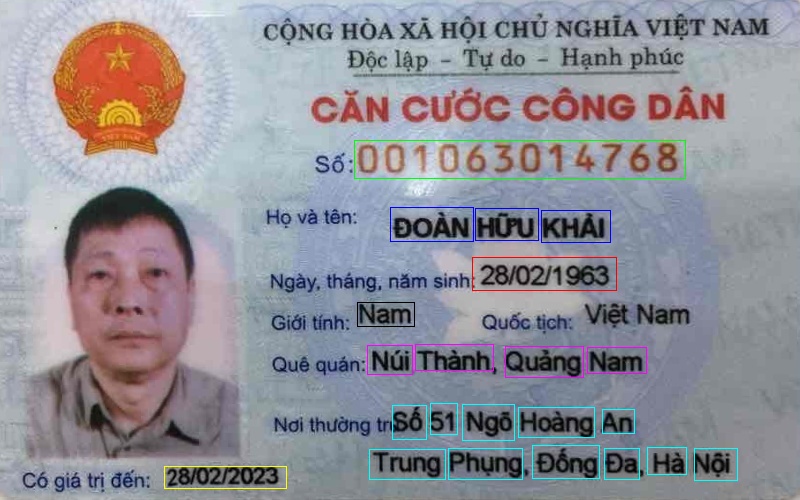 CỘNG HÒA XÃ HỘI CHỦ NGHĨA VIỆT NAM
Độc lập - Tự do - Hạnh phúc
CĂN CƯỚC CÔNG DÂN
Số: 001063014768
Họ và tên: ĐOÀN HỮU KHẢI
Ngày, tháng, năm sinh: 28/02/1963
Giới tính: Nam Quốc tịch: Việt Nam
Quê quán: Núi Thành, Quảng Nam
Nơi thường trú Số 51 Ngõ Hoàng An
Trung Phụng, Đống Đa, Hà Nội
Có giá trị đến: 28/02/2023